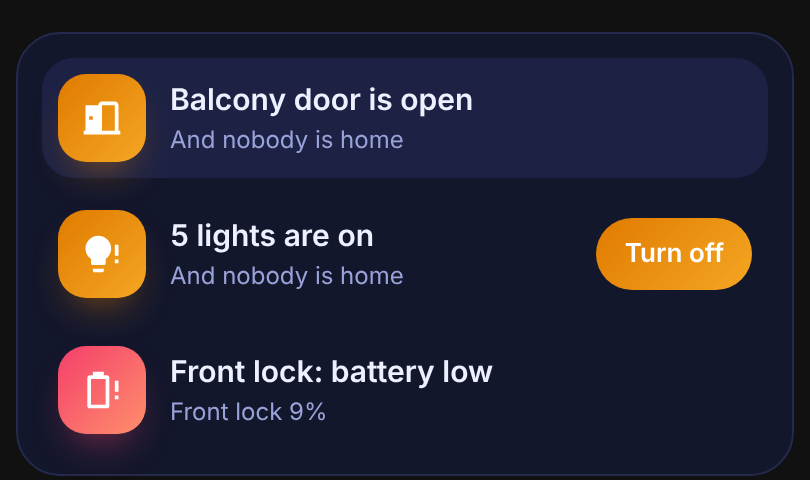 Balcony door is open
And nobody is home
5 lights are on
And nobody is home
Turn off
Front lock: battery low
Front lock 9%